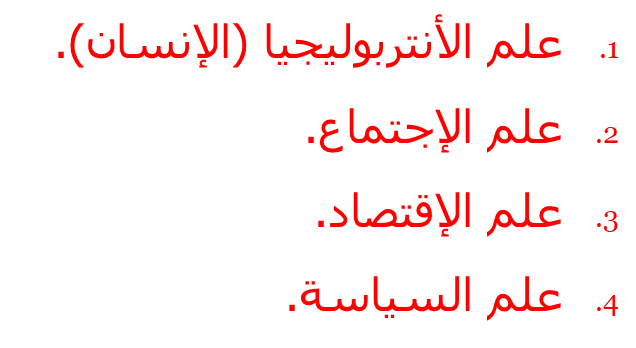 1. علم الأنتربوليجيا (الإنسان).
2. علم الإجتماع.
3. علم الإقتصاد.
4. علم السياسة.